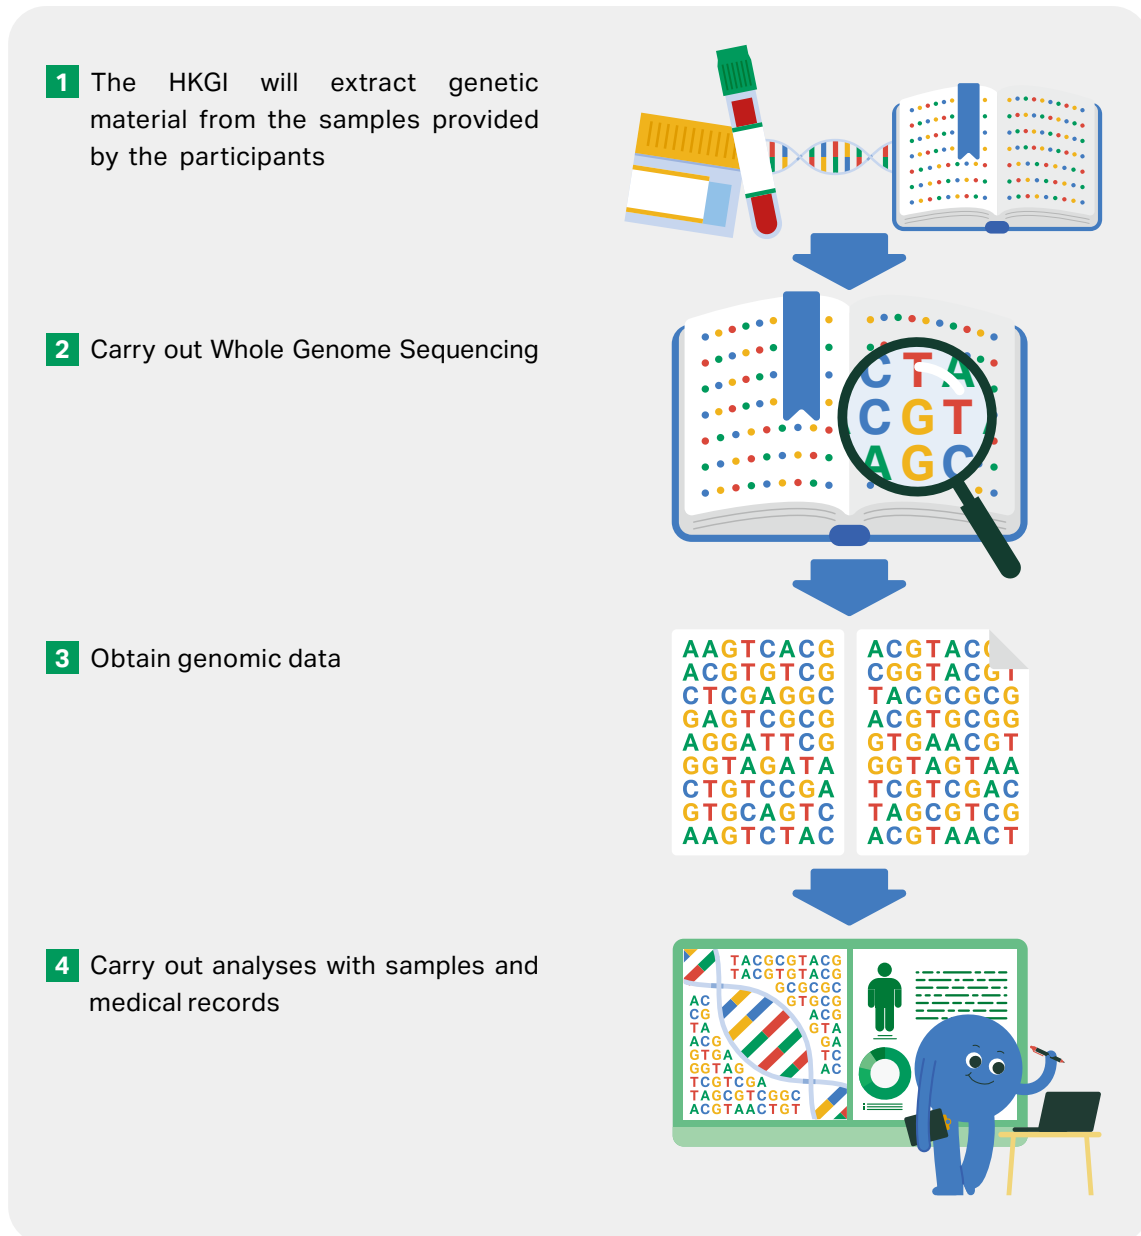 1 The HKGI will extract genetic
material from the samples provided
by the participants
2 Carry out Whole Genome Sequencing
C T A
C G T
A G C
3 Obtain genomic data
AAGTCACG
ACGTGTCG
CTCGAGGC
GAGTCGCG
AGGATTCG
GGTAGATA
CTGTCCGA
GTGCAGTC
AAGTCTAC
ACGTACG
CGGTACGT
TACGCGCG
ACGTGCGG
GTGAACGT
GGTAGTAA
TCGTCGAC
TAGCGTCG
ACGTAACT
4 Carry out analyses with samples and
medical records
TACGCGTACG
TACGTGTACG
GCGCGC
AC GTGCG
CG ACG
TA GTA
ACG GA
GTGA TC
GGTAG AC
TCGTCGA
TAGCGTCGGC
ACGTAACTGT